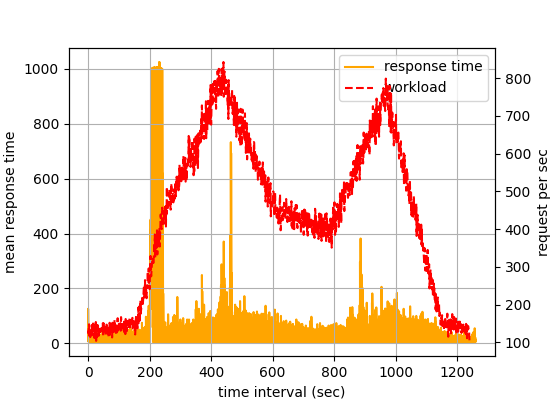 response time
workload
1000
800
600
400
200
0
mean response time
800
700
600
500
400
300
200
100
request per sec
0 200 400 600 800 1000 1200
time interval (sec)